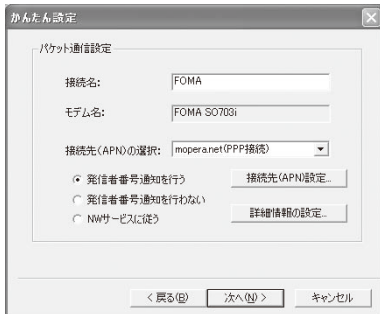 かんたん設定
パケット通信設定
接続名: FOMA
モデム名: FOMA SO703i
接続先(APN)の選択: mopera.net(PPP接続)
発信者番号通知を行う 接続先(APN)設定...
発信者番号通知を行わない
NWサービスに従う 詳細情報の設定...
< 戻る(B) 次へ(N) > キャンセル